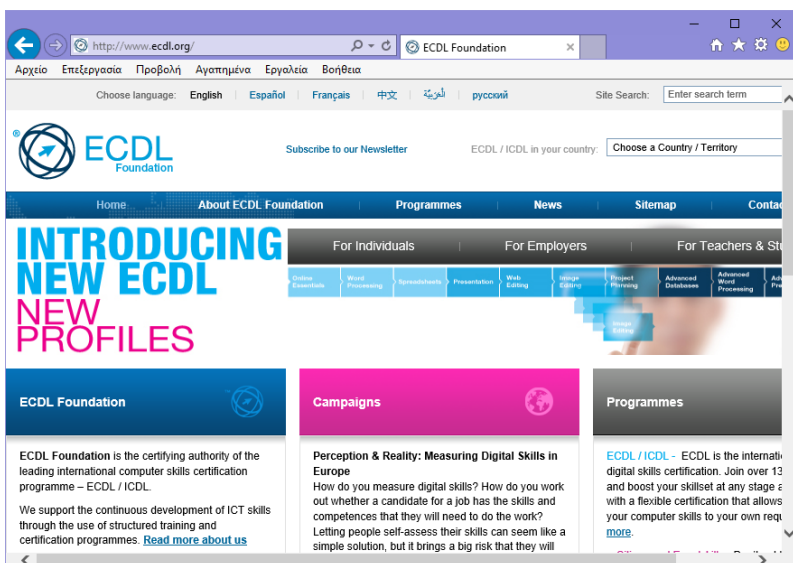 http://www.ecdl.org/
ECDL Foundation
Αρχείο Επεξεργασία Προβολή Αγαπημένα Εργαλεία Βοήθεια
Choose language: English Español Français 中文 العَرَبِيَّة русский Site Search: Enter search term
® ECDL
Foundation
Subscribe to our Newsletter ECDL / ICDL in your country: Choose a Country / Territory
Home About ECDL Foundation Programmes News Sitemap Contac
INTRODUCING
NEW ECDL
NEW
PROFILES
For Individuals For Employers For Teachers & Stu
Online Essentials Word Processing Spreadsheets Presentation Web Editing Image Editing Project Planning Advanced Databases Advanced Word Processing Adv Pre
Image Editing
ECDL Foundation
ECDL Foundation is the certifying authority of the
leading international computer skills certification
programme – ECDL / ICDL.
We support the continuous development of ICT skills
through the use of structured training and
certification programmes. Read more about us
Campaigns
Perception & Reality: Measuring Digital Skills in
Europe
How do you measure digital skills? How do you work
out whether a candidate for a job has the skills and
competences that they will need to do the work?
Letting people self-assess their skills can seem like a
simple solution, but it brings a big risk that they will
Programmes
ECDL / ICDL - ECDL is the internati
digital skills certification. Join over 13
and boost your skillset at any stage a
with a flexible certification that allows
your computer skills to your own requ
more.